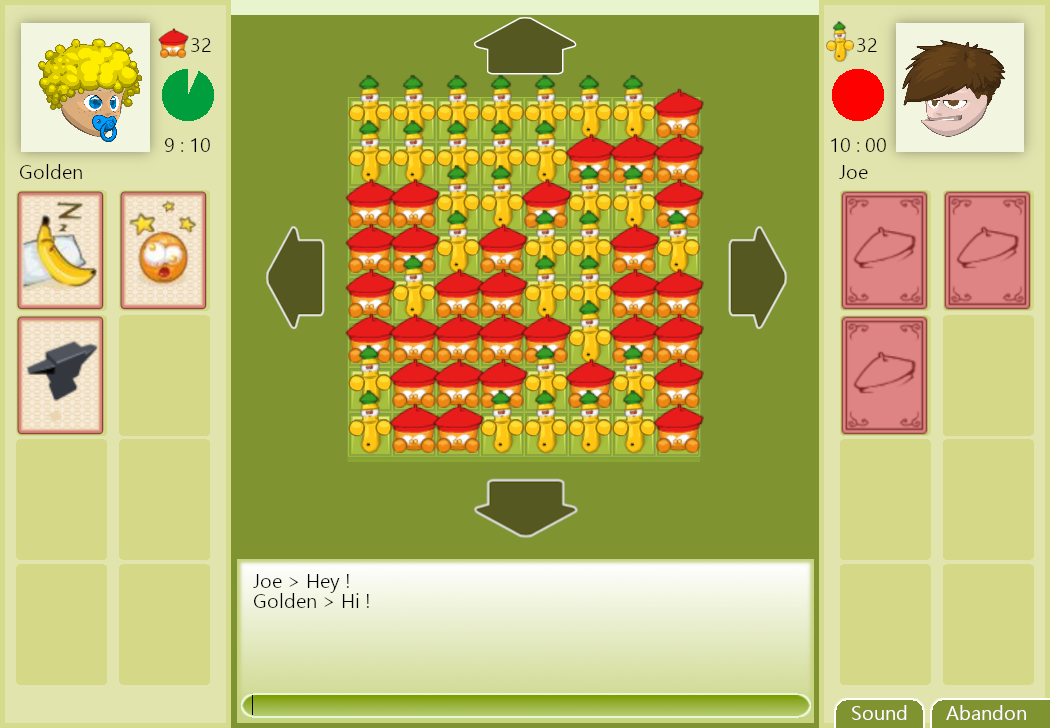 32
9 : 10
Golden
Z
z
32
10 : 00
Joe
Joe > Hey !
Golden > Hi !
Sound
Abandon